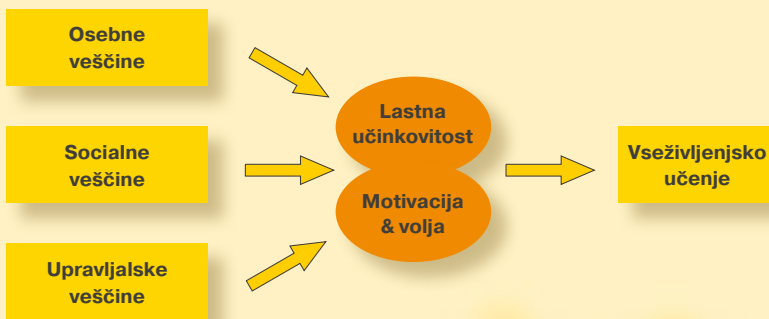 Osebne
veščine
Socialne
veščine
Upravljalske
veščine
Lastna
učinkovitost
Motivacija
& volja
Vseživljenjsko
učenje